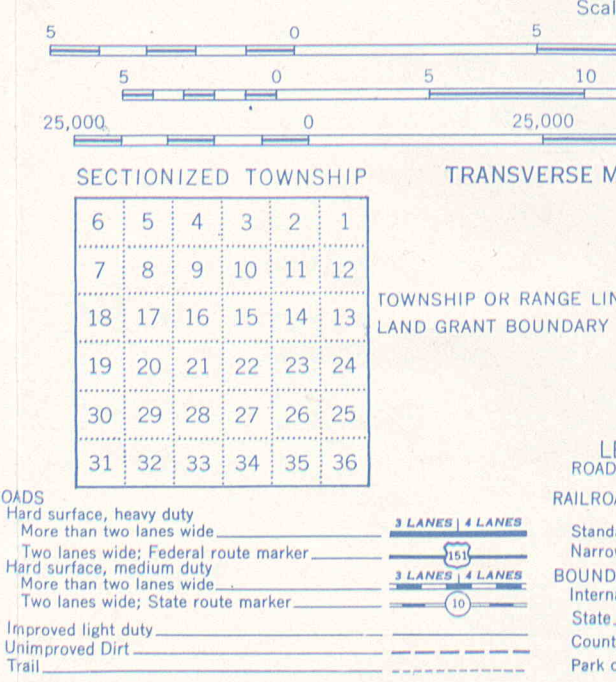 Scal
5 0 5
5 0 5 10
25,000 0 25,000
SECTIONIZED TOWNSHIP
TRANSVERSE M
6 5 4 3 2 1
7 8 9 10 11 12
18 17 16 15 14 13
19 20 21 22 23 24
30 29 28 27 26 25
31 32 33 34 35 36
TOWNSHIP OR RANGE LIN
LAND GRANT BOUNDARY
LE
ROAD
RAILROA
Standa
Narrow
BOUND
Interna
State
Count
Park o
OADS
Hard surface, heavy duty
More than two lanes wide 3 LANES | 4 LANES
Two lanes wide; Federal route marker 151
Hard surface, medium duty
More than two lanes wide 3 LANES | 4 LANES
Two lanes wide; State route marker 10
Improved light duty
Unimproved Dirt
Trail